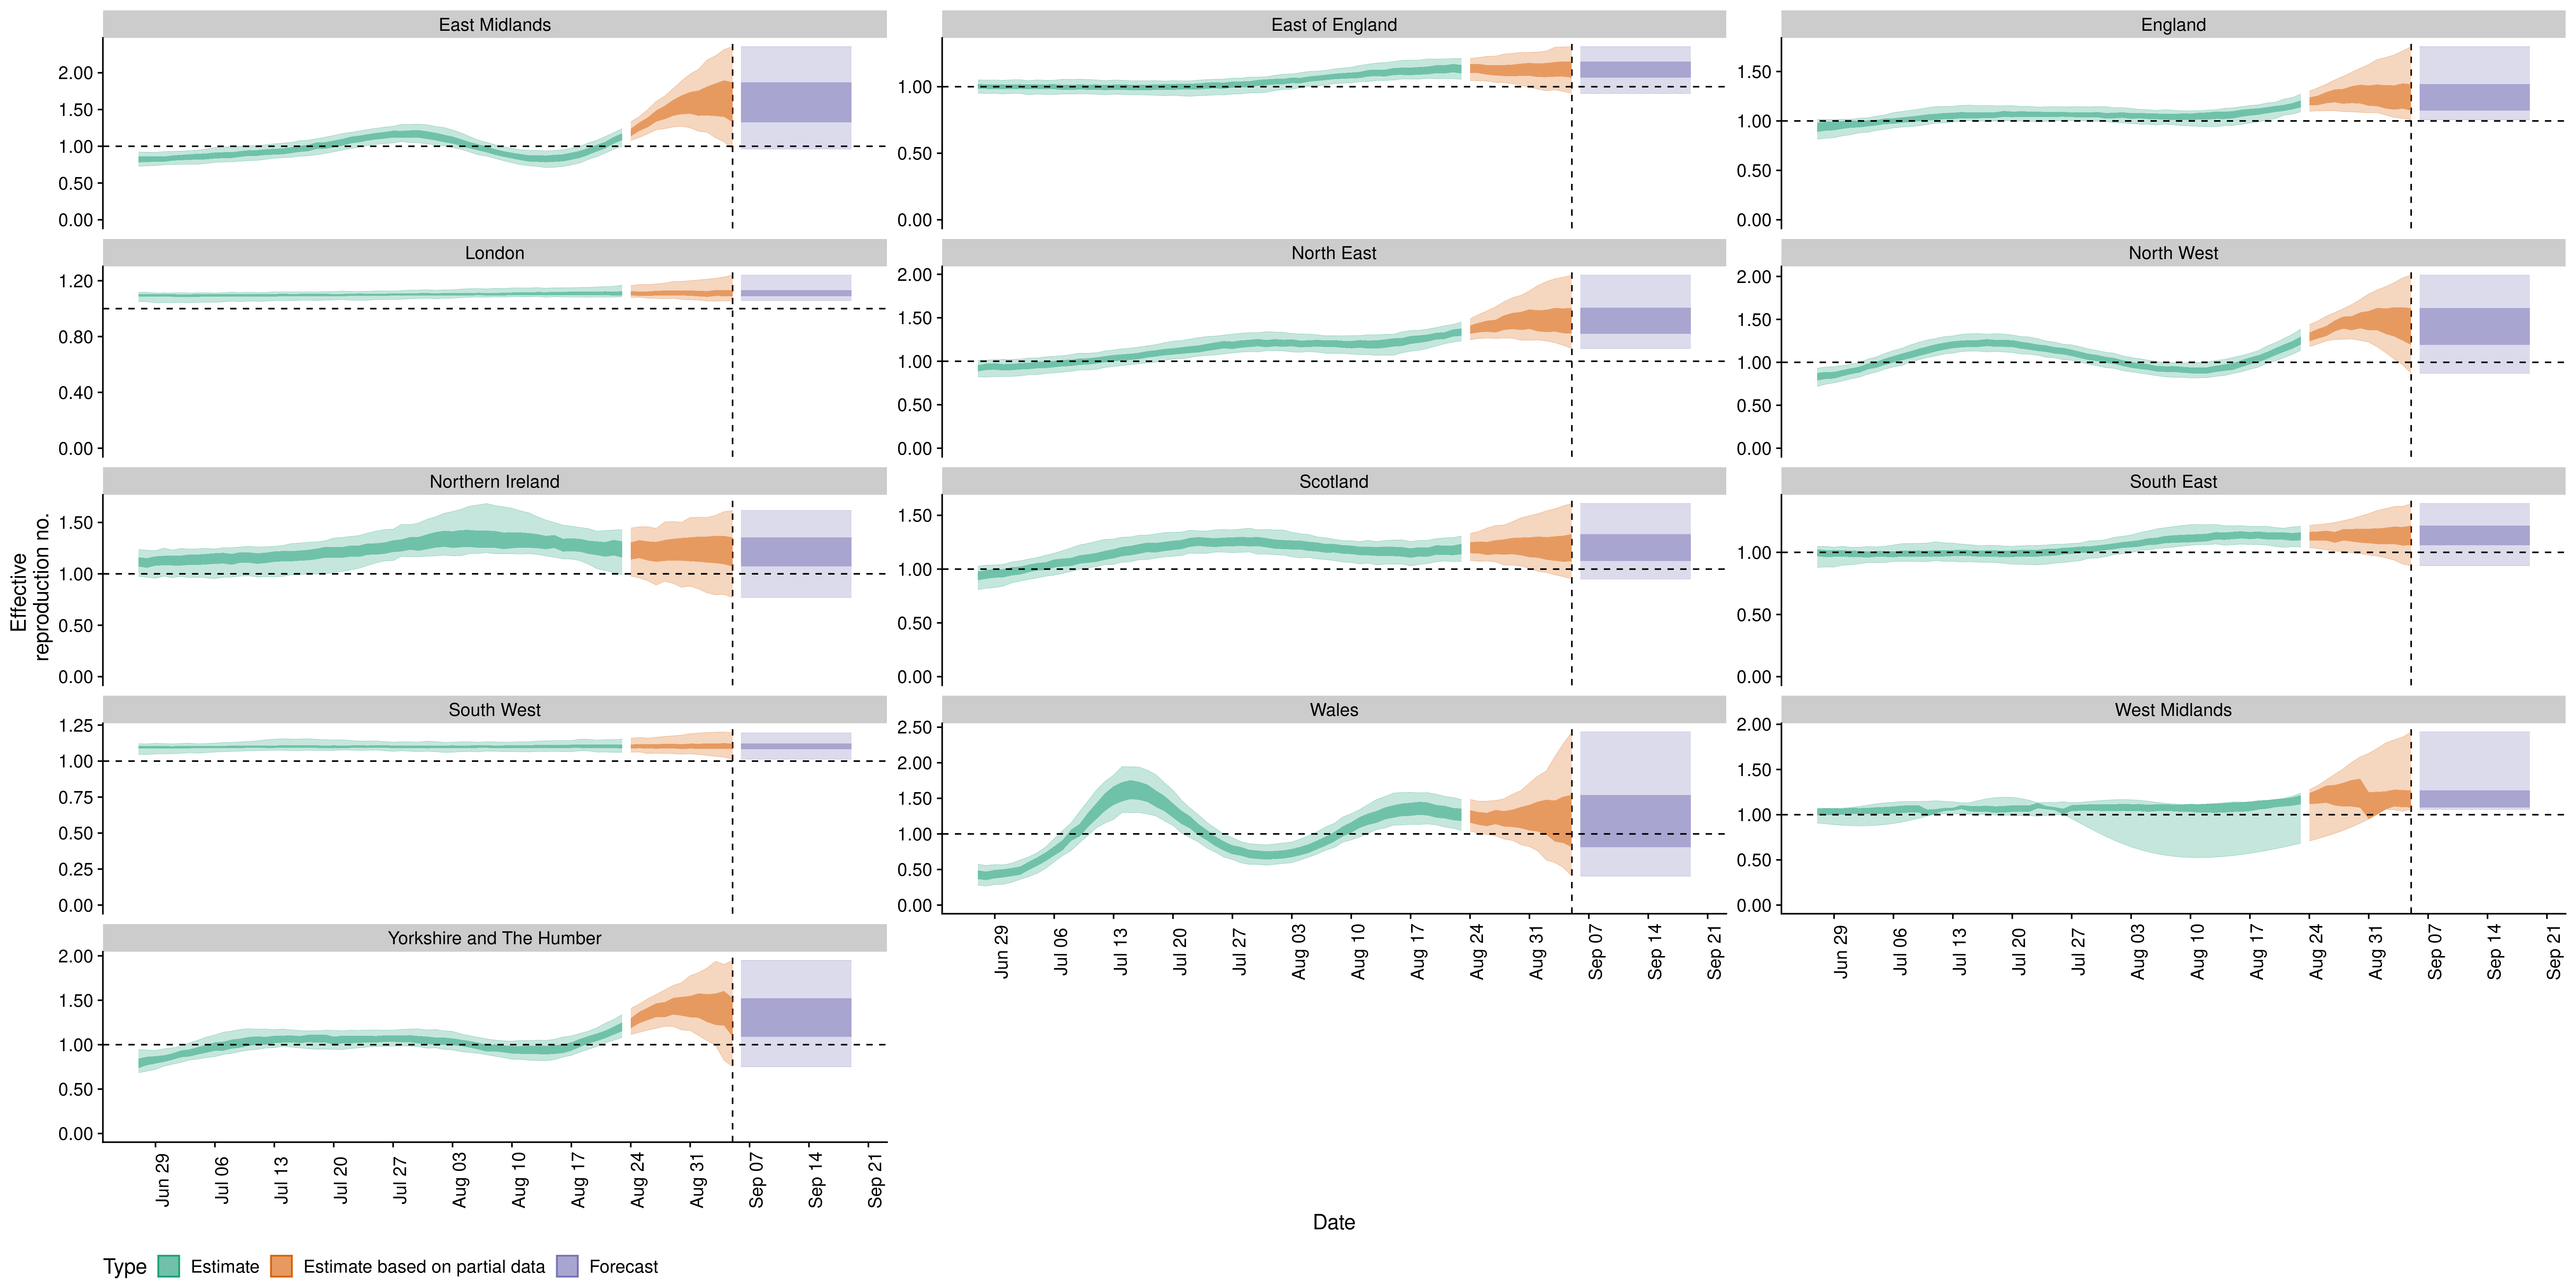 East Midlands
2.00
1.50
1.00
0.50
0.00
East of England
1.00
0.50
0.00
England
1.50
1.00
0.50
0.00
London
1.20
0.80
0.40
0.00
North East
2.00
1.50
1.00
0.50
0.00
North West
2.00
1.50
1.00
0.50
0.00
Effective
reproduction no.
Northern Ireland
1.50
1.00
0.50
0.00
Scotland
1.50
1.00
0.50
0.00
South East
1.00
0.50
0.00
South West
1.25
1.00
0.75
0.50
0.25
0.00
Wales
2.50
2.00
1.50
1.00
0.50
0.00
Jun 29
Jul 06
Jul 13
Jul 20
Jul 27
Aug 03
Aug 10
Aug 17
Aug 24
Aug 31
Sep 07
Sep 14
Sep 21
West Midlands
2.00
1.50
1.00
0.50
0.00
Jun 29
Jul 06
Jul 13
Jul 20
Jul 27
Aug 03
Aug 10
Aug 17
Aug 24
Aug 31
Sep 07
Sep 14
Sep 21
Yorkshire and The Humber
2.00
1.50
1.00
0.50
0.00
Jun 29
Jul 06
Jul 13
Jul 20
Jul 27
Aug 03
Aug 10
Aug 17
Aug 24
Aug 31
Sep 07
Sep 14
Sep 21
Date
Type Estimate Estimate based on partial data Forecast